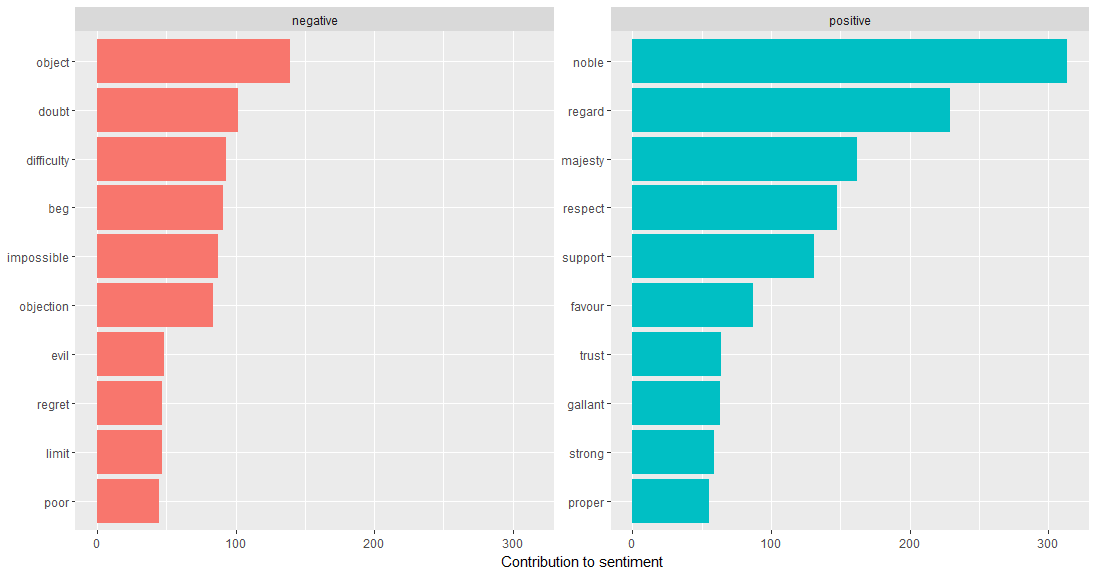 negative
object
doubt
difficulty
beg
impossible
objection
evil
regret
limit
poor
0 100 200 300
positive
noble
regard
majesty
respect
support
favour
trust
gallant
strong
proper
0 100 200 300
Contribution to sentiment